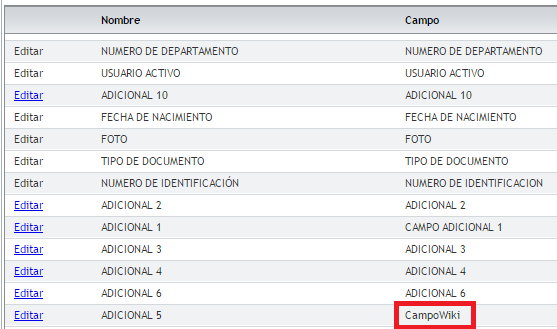 Nombre Campo
Editar NUMERO DE DEPARTAMENTO NUMERO DE DEPARTAMENTO
Editar USUARIO ACTIVO USUARIO ACTIVO
Editar ADICIONAL 10 ADICIONAL 10
Editar FECHA DE NACIMIENTO FECHA DE NACIMIENTO
Editar FOTO FOTO
Editar TIPO DE DOCUMENTO TIPO DE DOCUMENTO
Editar NUMERO DE IDENTIFICACIÓN NUMERO DE IDENTIFICACION
Editar ADICIONAL 2 ADICIONAL 2
Editar ADICIONAL 1 CAMPO ADICIONAL 1
Editar ADICIONAL 3 ADICIONAL 3
Editar ADICIONAL 4 ADICIONAL 4
Editar ADICIONAL 6 ADICIONAL 6
Editar ADICIONAL 5 CampoWiki